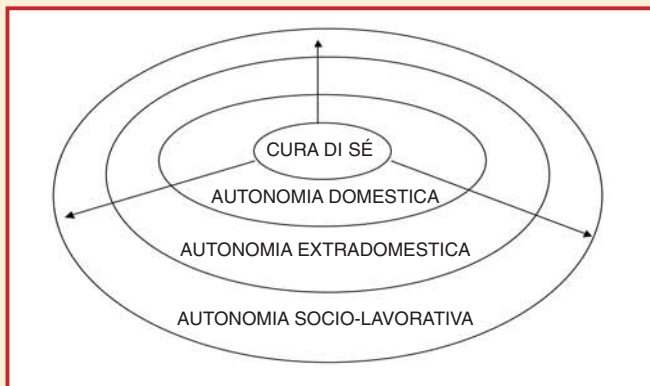 CURA DI SÉ
AUTONOMIA DOMESTICA
AUTONOMIA EXTRADOMESTICA
AUTONOMIA SOCIO-LAVORATIVA